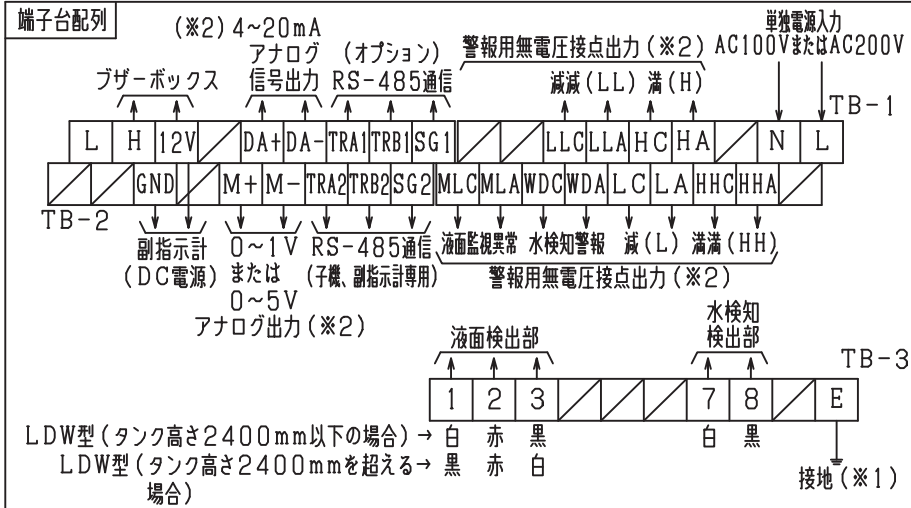 端子台配列
(※2) 4~20mA
アナログ
信号出力
(オプション)
RS-485通信
警報用無電圧接点出力(※2)
単独電源入力
AC100VまたはAC200V
ブザーボックス
減減(LL) 満(H)
TB-1
L H 12V DA+ DA- TRA1 TRB1 SG1 LLC LLA HC HA N L
GND M+ M- TRA2 TRB2 SG2 MLC MLA WDC WDA LC LA HHC HHA
TB-2
副指示計
(DC電源)
0~1V
または
0~5V
アナログ出力(※2)
RS-485通信
(子機、副指示計専用)
液面監視異常 水検知警報 減(L) 満満(HH)
警報用無電圧接点出力(※2)
液面検出部
水検知
検出部
TB-3
1 2 3 7 8 E
LDW型(タンク高さ2400mm以下の場合)→ 白 赤 黒 白 黒
LDW型(タンク高さ2400mmを超える→ 黒 赤 白
場合)
接地(※1)